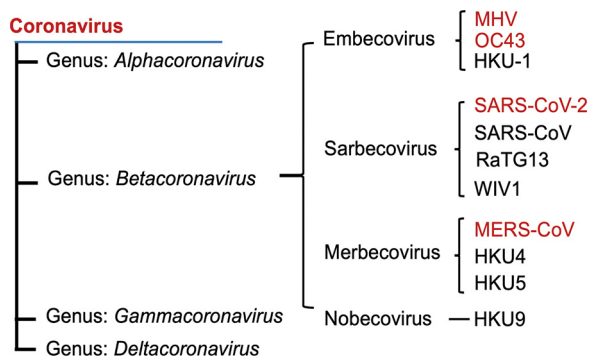 Coronavirus
Genus: Alphacoronavirus
Genus: Betacoronavirus
Genus: Gammacoronavirus
Genus: Deltacoronavirus
Embecovirus
MHV
OC43
HKU-1
Sarbecovirus
SARS-CoV-2
SARS-CoV
RaTG13
WIV1
Merbecovirus
MERS-CoV
HKU4
HKU5
Nobecovirus
HKU9